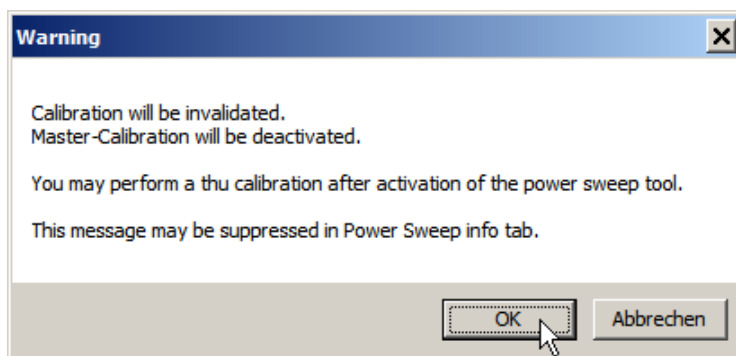 Warning
Calibration will be invalidated.
Master-Calibration will be deactivated.
You may perform a thu calibration after activation of the power sweep tool.
This message may be suppressed in Power Sweep info tab.
OK
Abbrechen